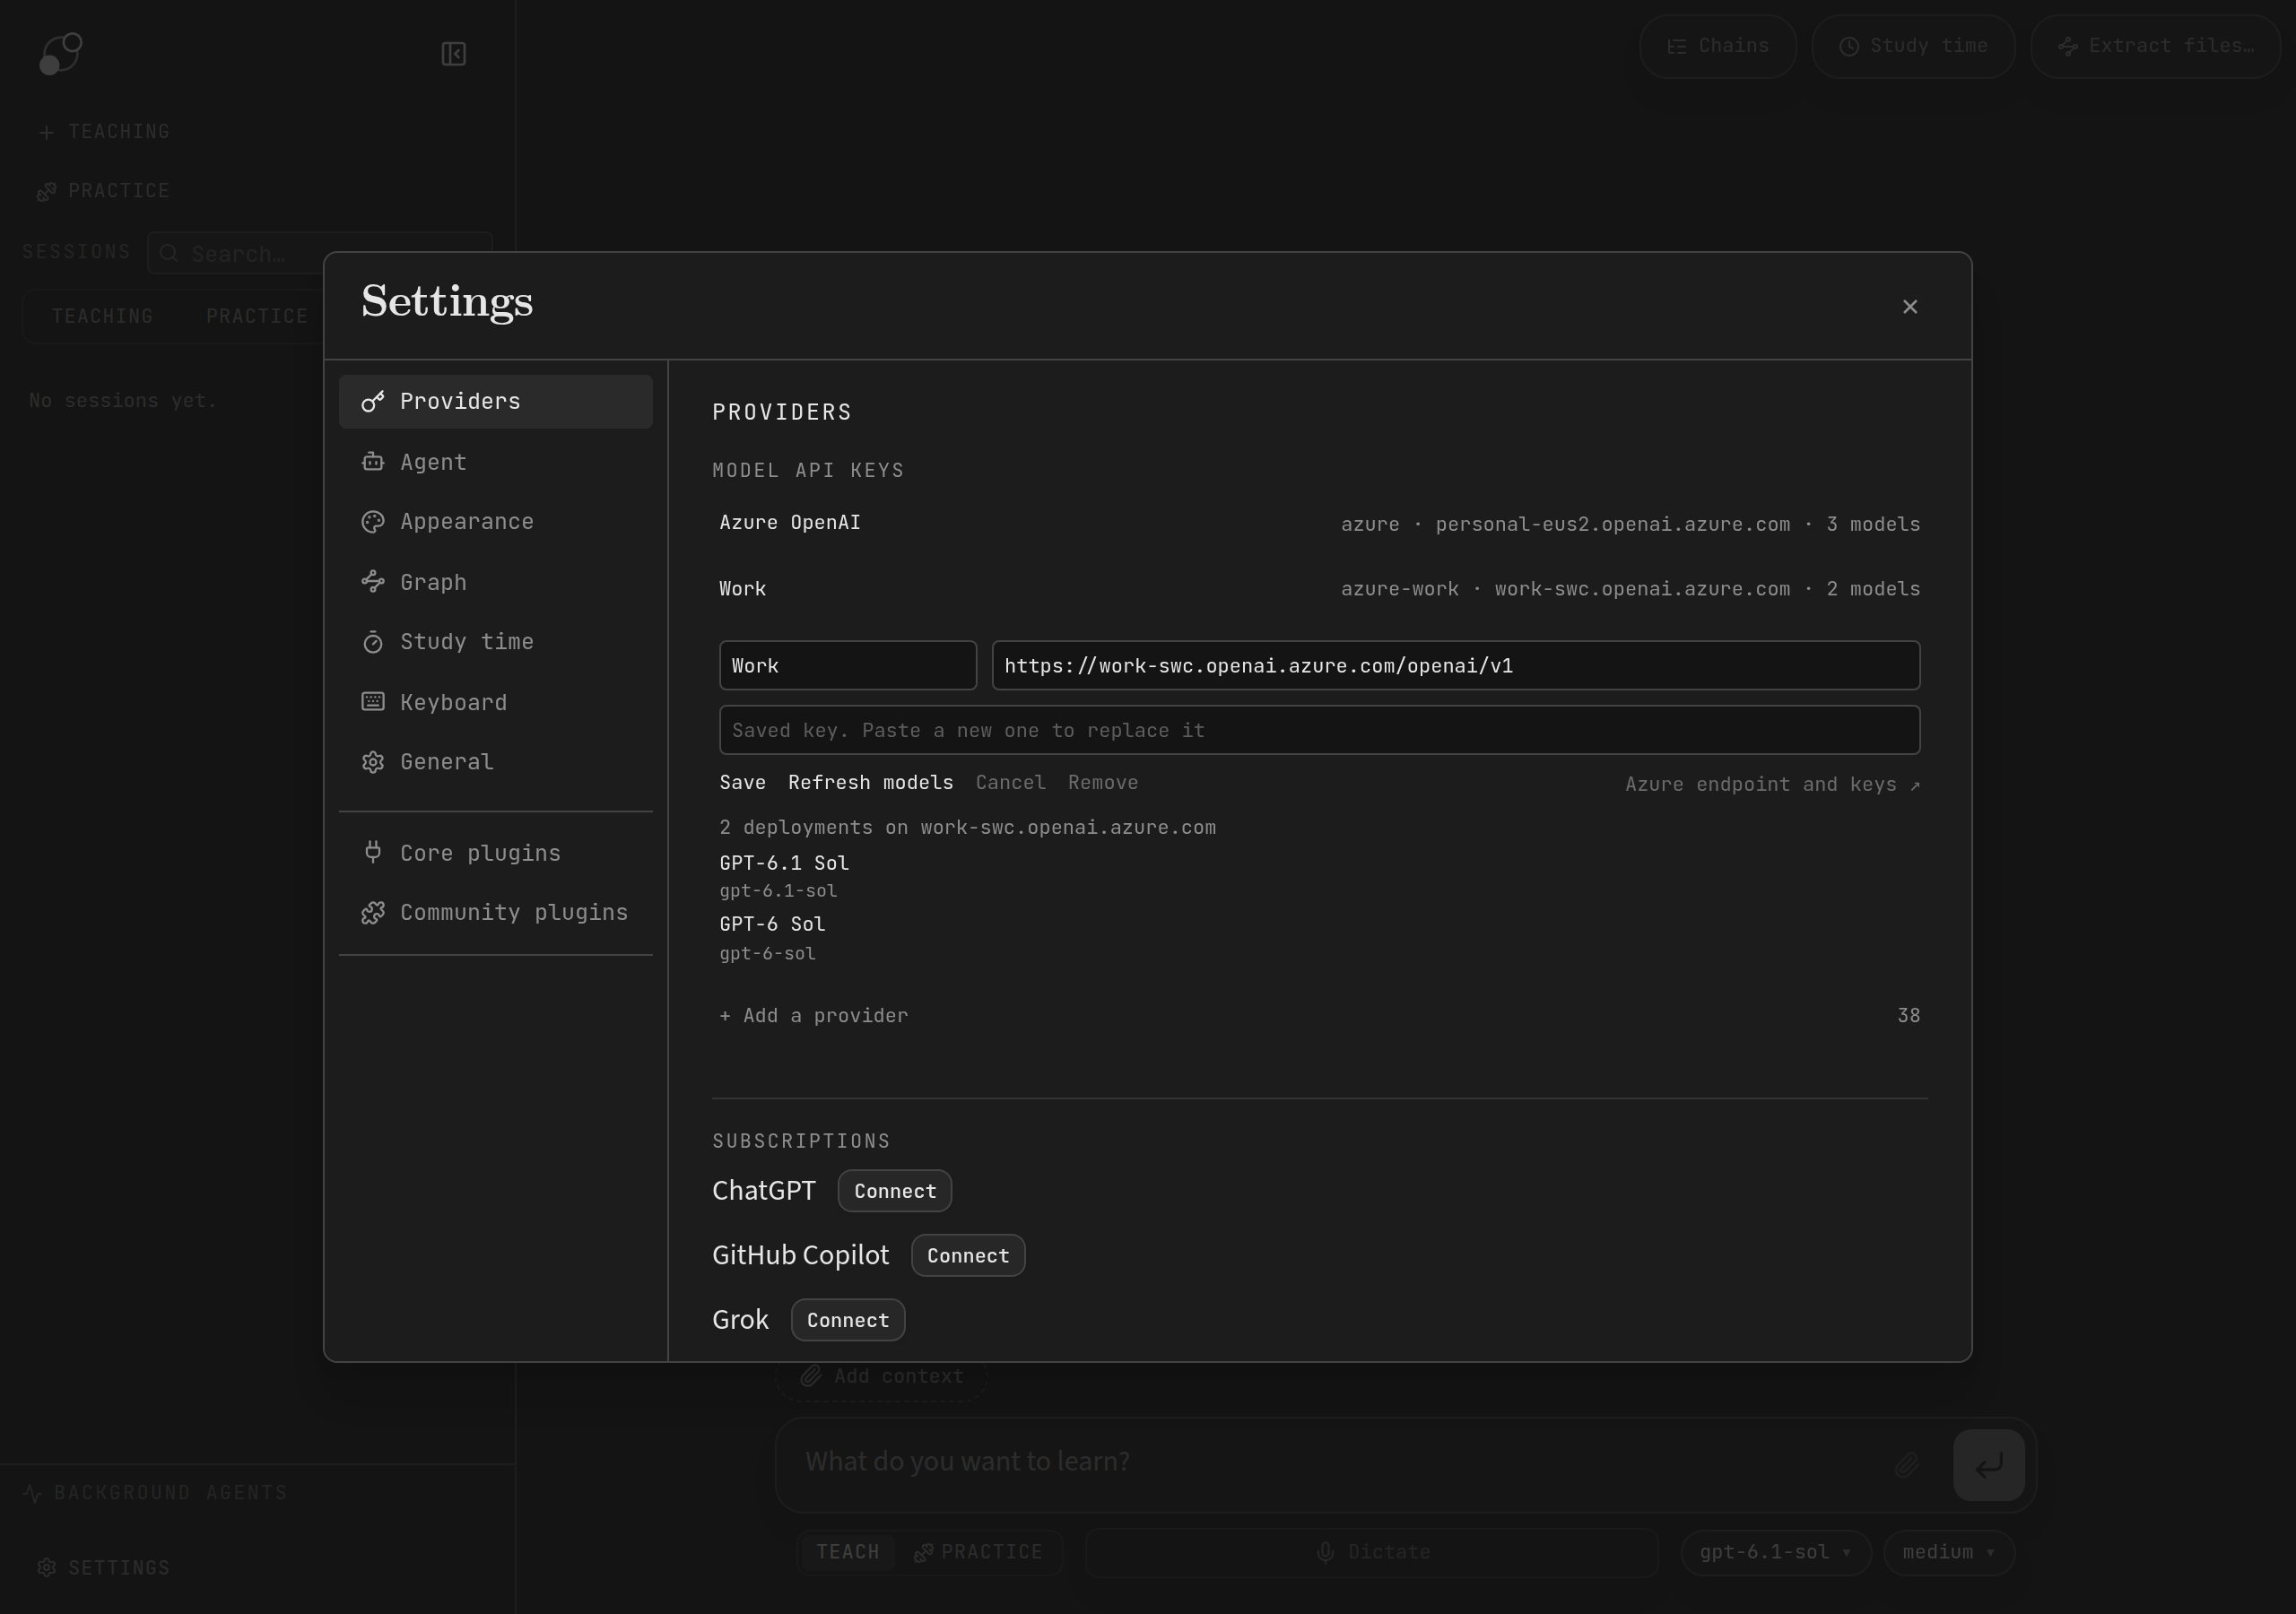 Chains
Study time
Extract files…
TEACHING
PRACTICE
SESSIONS
Search…
TEACHING
PRACTICE
No sessions yet.
BACKGROUND AGENTS
SETTINGS
Settings
×
Providers
Agent
Appearance
Graph
Study time
Keyboard
General
Core plugins
Community plugins
PROVIDERS
MODEL API KEYS
Azure OpenAI azure · personal-eus2.openai.azure.com · 3 models
Work azure-work · work-swc.openai.azure.com · 2 models
Work https://work-swc.openai.azure.com/openai/v1
Saved key. Paste a new one to replace it
Save Refresh models Cancel Remove Azure endpoint and keys ↗
2 deployments on work-swc.openai.azure.com
GPT-6.1 Sol
gpt-6.1-sol
GPT-6 Sol
gpt-6-sol
+ Add a provider 38
SUBSCRIPTIONS
ChatGPT Connect
GitHub Copilot Connect
Grok Connect
Add context
What do you want to learn?
TEACH PRACTICE Dictate gpt-6.1-sol ▾ medium ▾